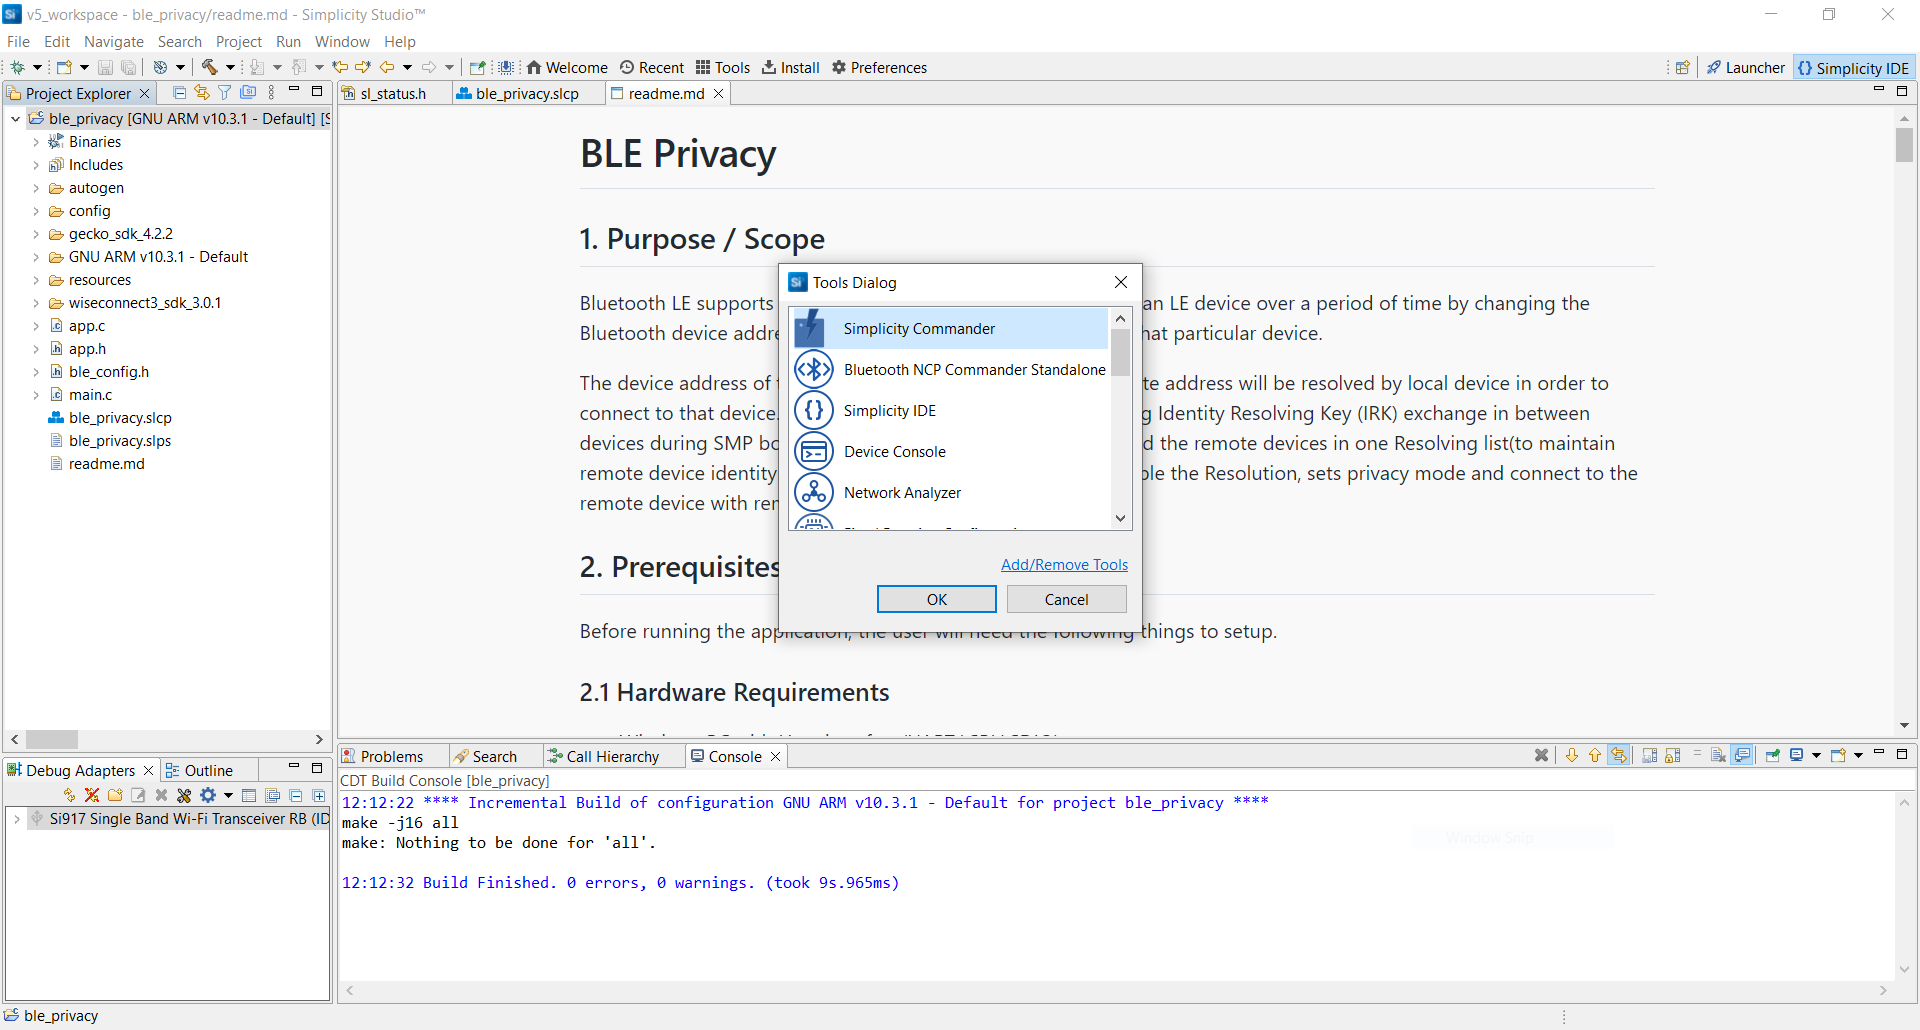 v5_workspace - ble_privacy/readme.md - Simplicity Studio™
File Edit Navigate Search Project Run Window Help
Welcome Recent Tools Install Preferences Launcher {} Simplicity IDE
Project Explorer
sl_status.h ble_privacy.slcp readme.md
ble_privacy [GNU ARM v10.3.1 - Default] [S
Binaries
Includes
autogen
config
gecko_sdk_4.2.2
GNU ARM v10.3.1 - Default
resources
wiseconnect3_sdk_3.0.1
app.c
app.h
ble_config.h
main.c
ble_privacy.slcp
ble_privacy.slps
readme.md
BLE Privacy
1. Purpose / Scope
Bluetooth LE supports an LE device over a period of time by changing the
Bluetooth device addre hat particular device.
The device address of te address will be resolved by local device in order to
connect to that device. g Identity Resolving Key (IRK) exchange in between
devices during SMP bo d the remote devices in one Resolving list(to maintain
remote device identity ble the Resolution, sets privacy mode and connect to the
remote device with
2. Prerequisites
Before running the application, the user will need the following things to setup.
2.1 Hardware Requirements
Tools Dialog
Simplicity Commander
Bluetooth NCP Commander Standalone
Simplicity IDE
Device Console
Network Analyzer
Add/Remove Tools
OK Cancel
Debug Adapters Outline
Si917 Single Band Wi-Fi Transceiver RB (ID
Problems Search Call Hierarchy Console
CDT Build Console [ble_privacy]
12:12:22 **** Incremental Build of configuration GNU ARM v10.3.1 - Default for project ble_privacy ****
make -j16 all
make: Nothing to be done for 'all'.
12:12:32 Build Finished. 0 errors, 0 warnings. (took 9s.965ms)
Window Snip
ble_privacy